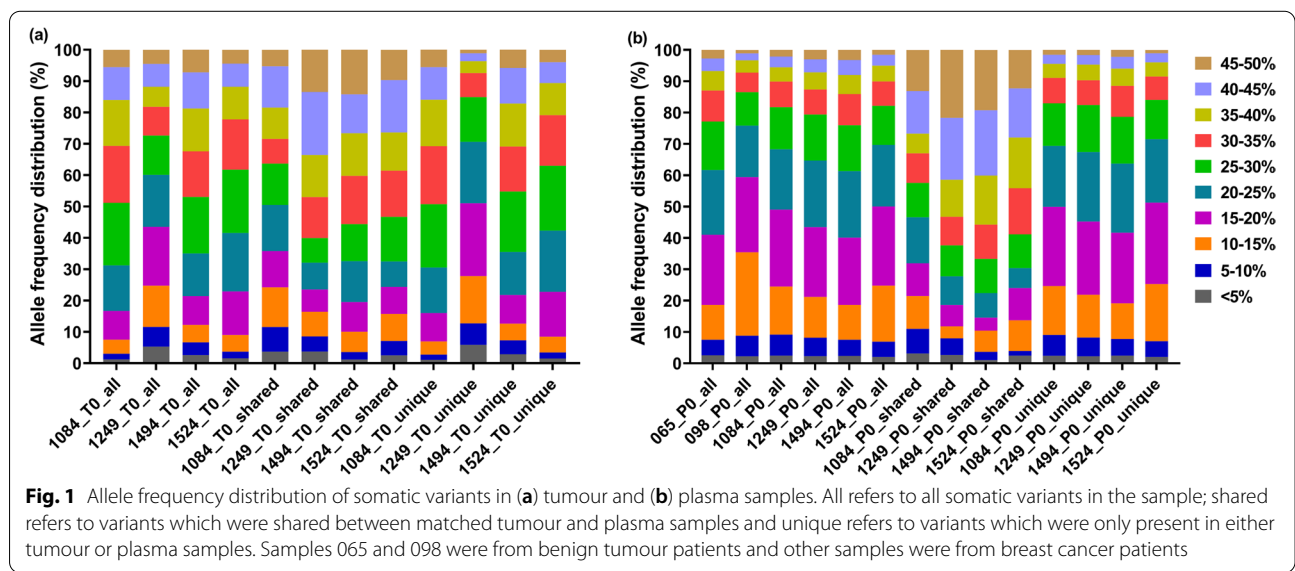 (a)
Allele frequency distribution (%)
100
90
80
70
60
50
40
30
20
10
0
1084_T0_all
1249_T0_all
1494_T0_all
1524_T0_all
1084_T0_shared
1249_T0_shared
1494_T0_shared
1524_T0_shared
1084_T0_unique
1249_T0_unique
1494_T0_unique
1524_T0_unique
(b)
Allele frequency distribution (%)
100
90
80
70
60
50
40
30
20
10
0
065_P0_all
098_P0_all
1084_P0_all
1249_P0_all
1494_P0_all
1524_P0_all
1084_P0_shared
1249_P0_shared
1494_P0_shared
1524_P0_shared
1084_P0_unique
1249_P0_unique
1494_P0_unique
1524_P0_unique
45-50%
40-45%
35-40%
30-35%
25-30%
20-25%
15-20%
10-15%
5-10%
<5%
Fig. 1 Allele frequency distribution of somatic variants in (a) tumour and (b) plasma samples. All refers to all somatic variants in the sample; shared
refers to variants which were shared between matched tumour and plasma samples and unique refers to variants which were only present in either
tumour or plasma samples. Samples 065 and 098 were from benign tumour patients and other samples were from breast cancer patients